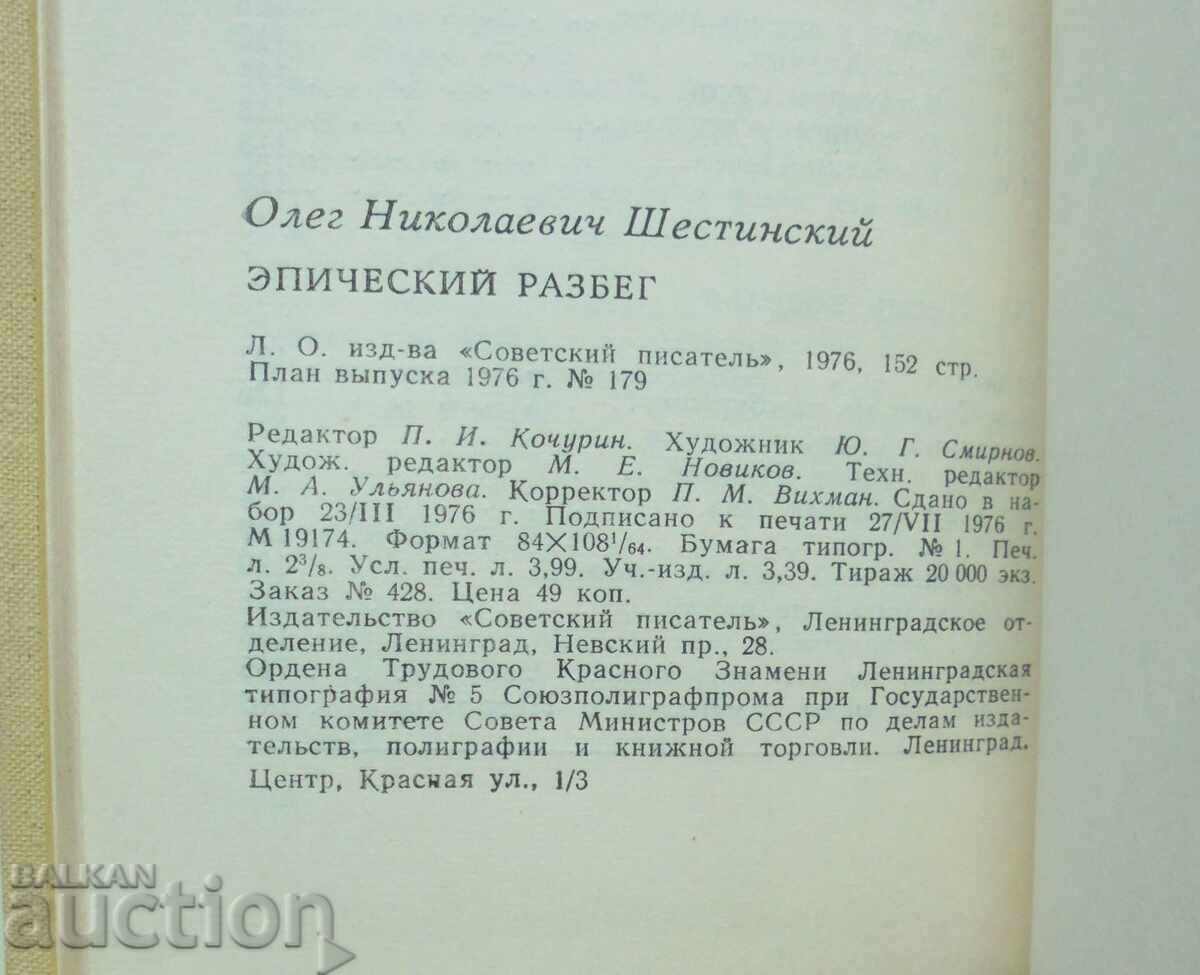 Олег Николаевич Шестинский
ЭПИЧЕСКИЙ РАЗБЕГ
Л. О. изд-ва «Советский писатель», 1976, 152 стр.
План выпуска 1976 г. № 179
Редактор П. И. Кочурин. Художник Ю. Г. Смирнов.
Худож. редактор М. Е. Новиков. Техн. редактор
М. А. Ульянова. Корректор П. М. Вихман. Сдано в на-
бор 23/III 1976 г. Подписано к печати 27/VII 1976 г.
М 19174. Формат 84×108¹/₆₄. Бумага типогр. № 1. Печ.
л. 2³/₈. Усл. печ. л. 3,99. Уч.-изд. л. 3,39. Тираж 20 000 экз.
Заказ № 428. Цена 49 коп.
Издательство «Советский писатель», Ленинградское от-
деление, Ленинград, Невский пр., 28.
Ордена Трудового Красного Знамени Ленинградская
типография № 5 Союзполиграфпрома при Государствен-
ном комитете Совета Министров СССР по делам изда-
тельств, полиграфии и книжной торговли. Ленинград.
Центр, Красная ул., 1/3
BALKAN
auction